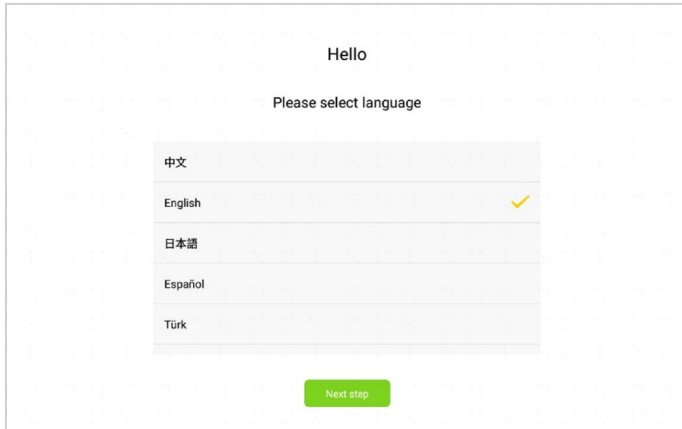 Hello
Please select language
中文
English
日本語
Español
Türk
Next step